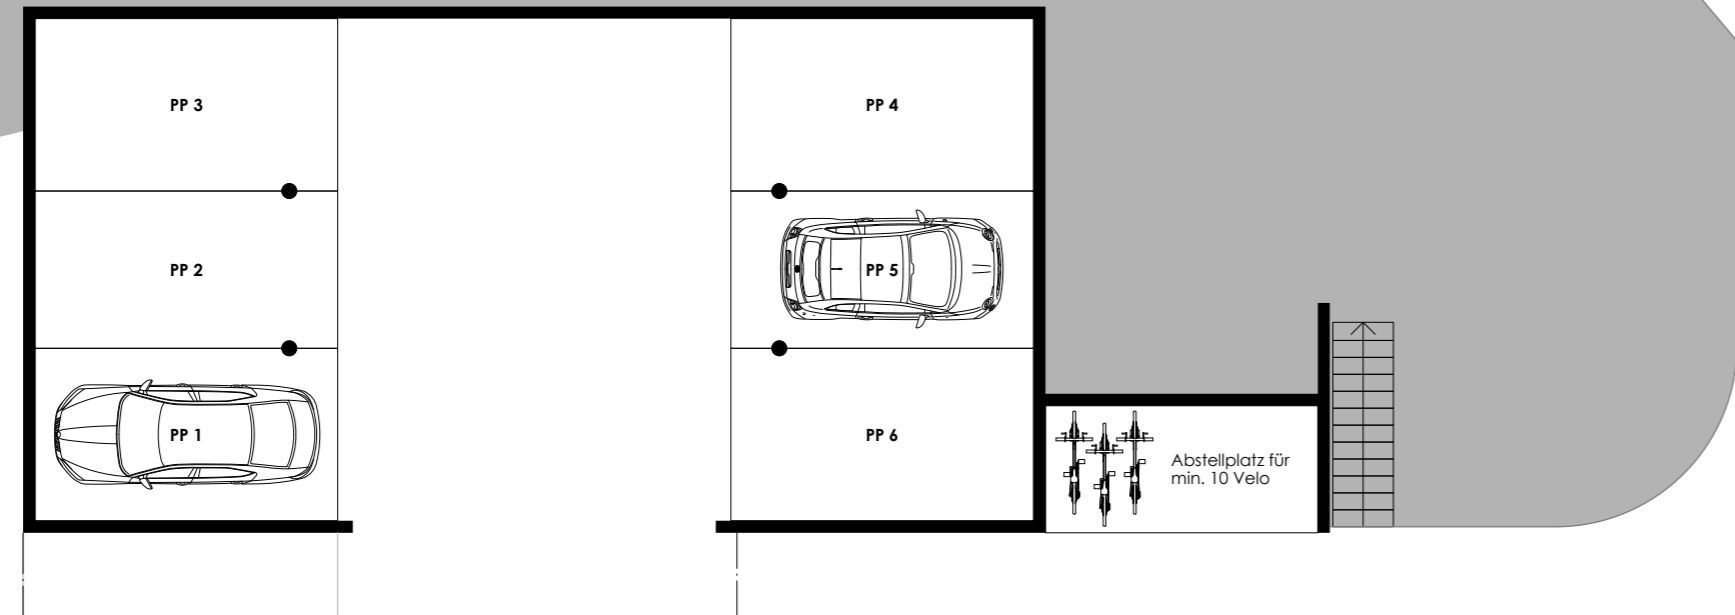 PP 3
PP 4
PP 2
PP 5
PP 1
PP 6
Abstellplatz für
min. 10 Velo